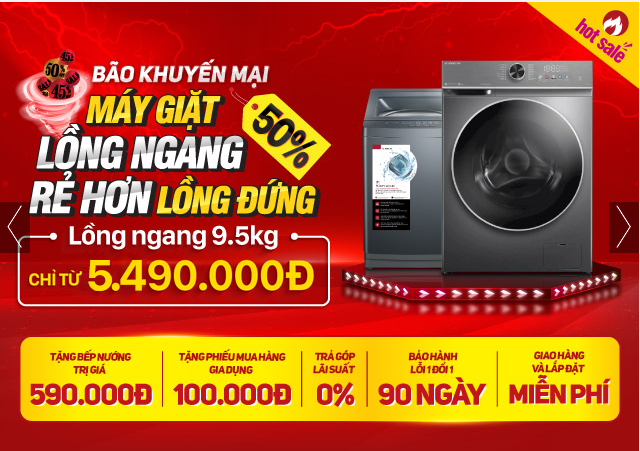 hot sale
BÃO KHUYẾN MẠI
50%
45%
45%
MÁY GIẶT
50%
LỒNG NGANG
RẺ HƠN LỒNG ĐỨNG
Lồng ngang 9.5kg
CHỈ TỪ 5.490.000Đ
TẶNG BẾP NƯỚNG
TRỊ GIÁ
590.000Đ
TẶNG PHIẾU MUA HÀNG
GIA DỤNG
100.000Đ
TRẢ GÓP
LÃI SUẤT
0%
BẢO HÀNH
LỖI 1 ĐỔI 1
90 NGÀY
GIAO HÀNG
VÀ LẮP ĐẶT
MIỄN PHÍ